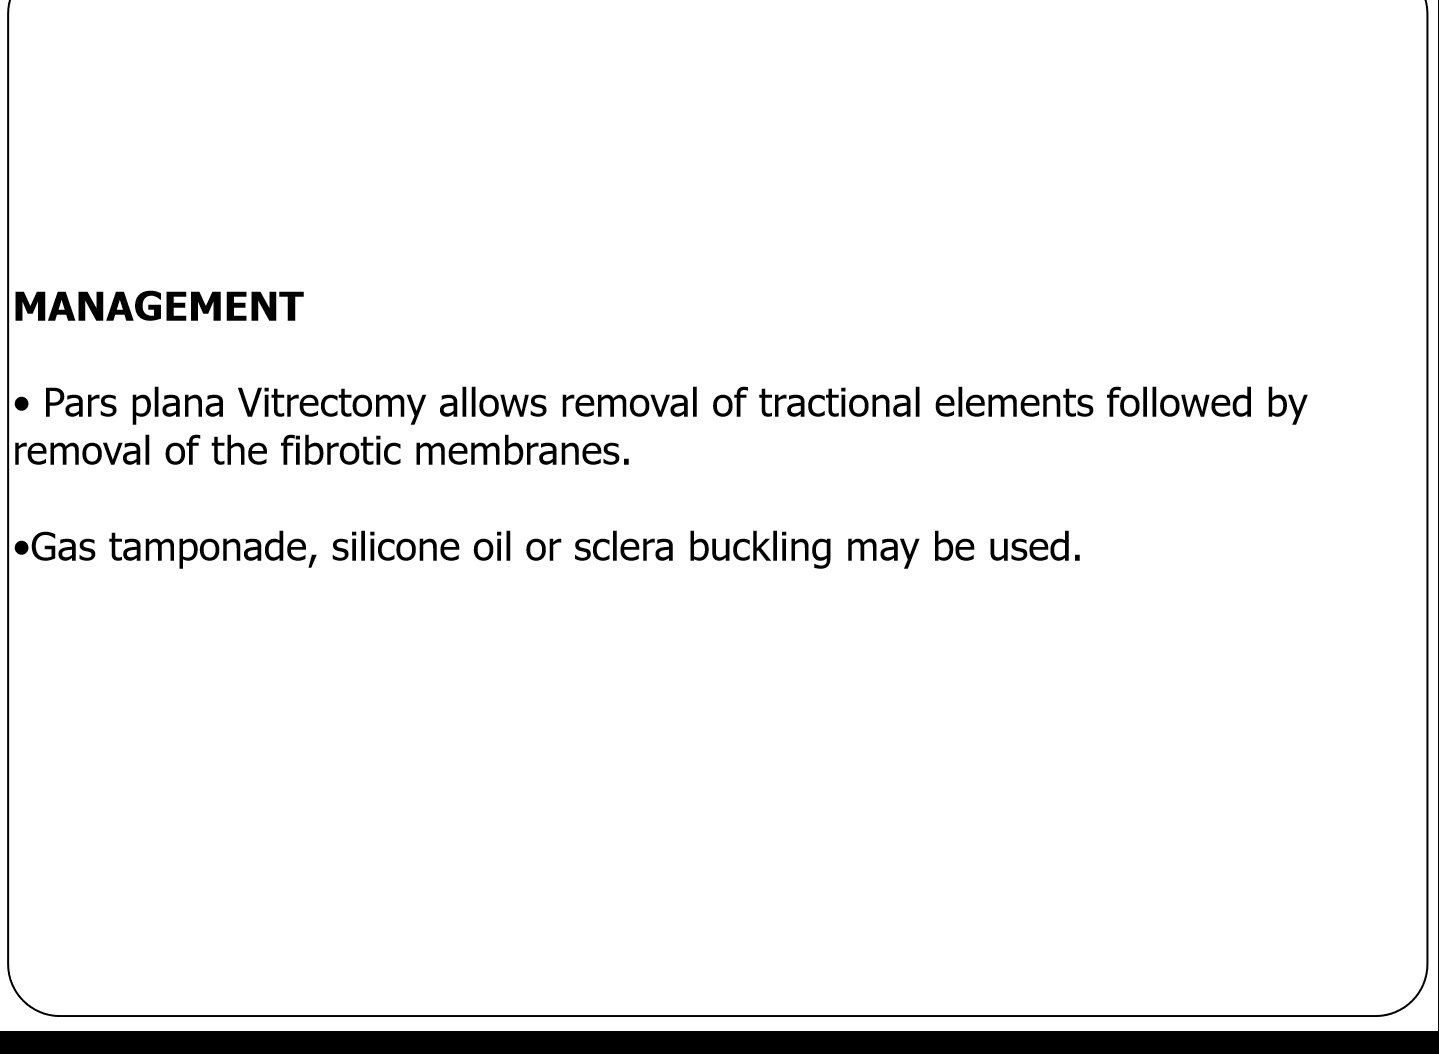 MANAGEMENT
• Pars plana Vitrectomy allows removal of tractional elements followed by
removal of the fibrotic membranes.
•Gas tamponade, silicone oil or sclera buckling may be used.